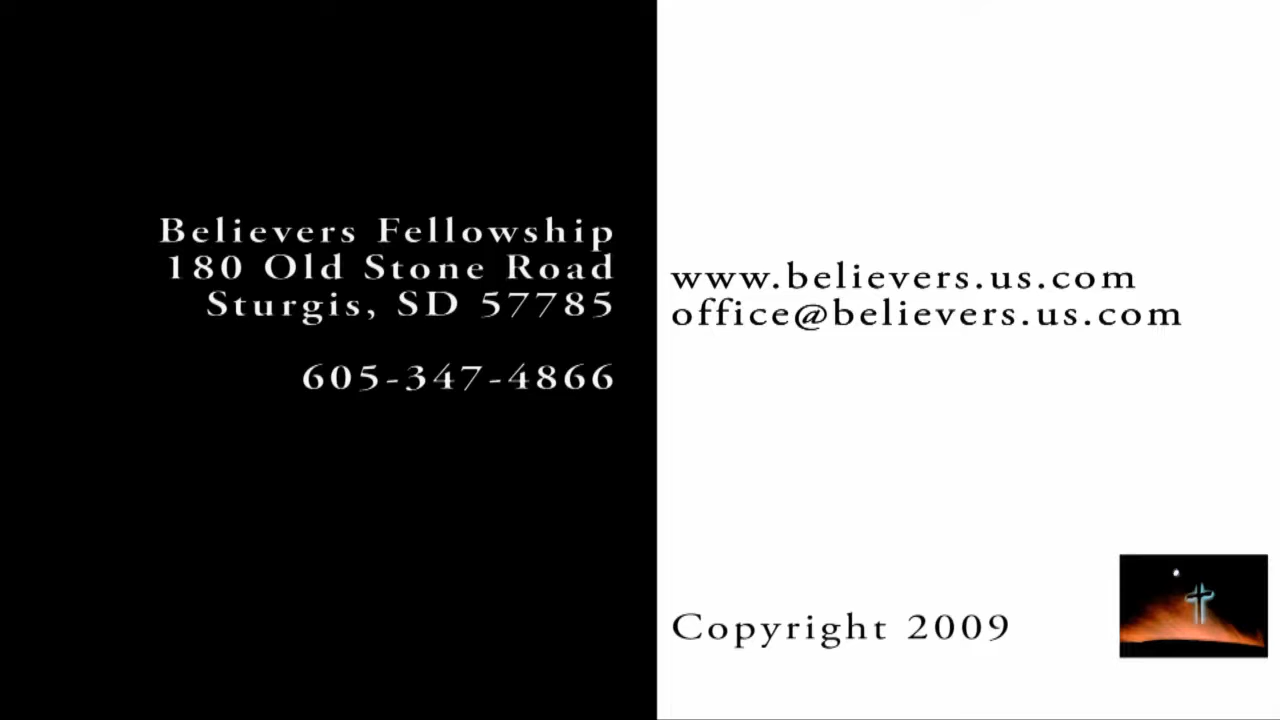 Believers Fellowship
180 Old Stone Road
Sturgis, SD 57785
605-347-4866
www.believers.us.com
office@believers.us.com
Copyright 2009